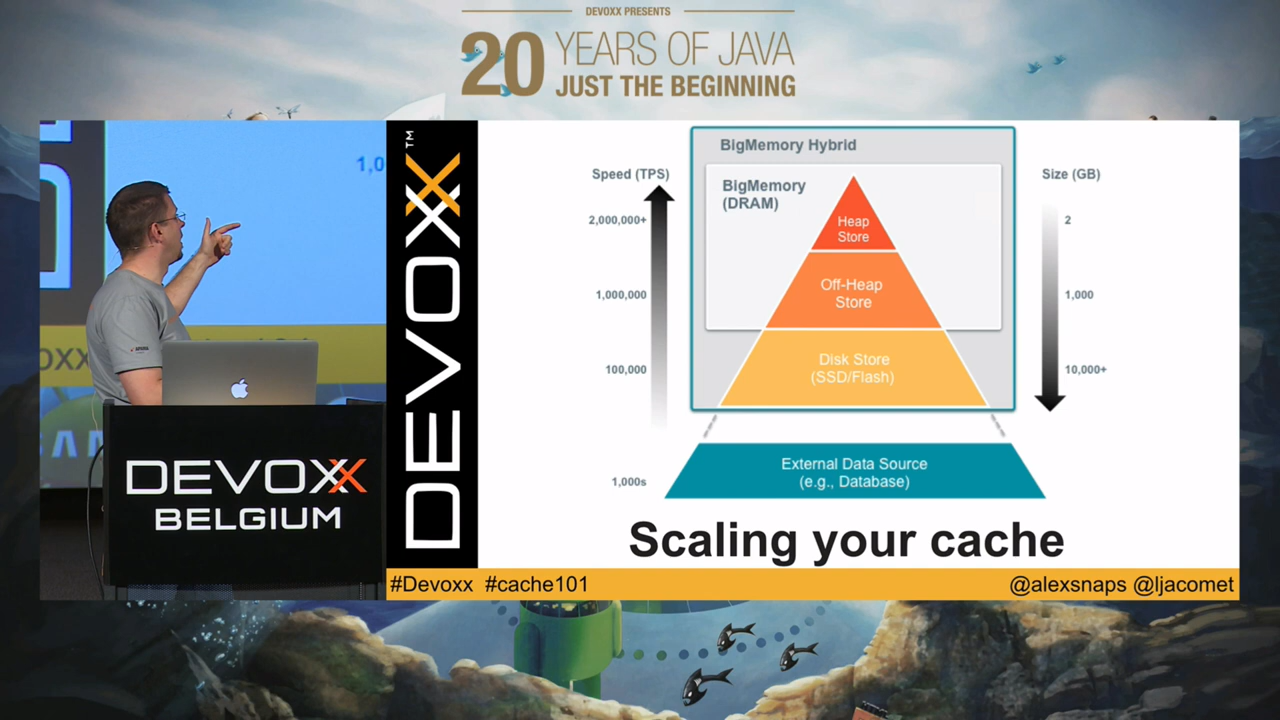 DEVOXX PRESENTS
20 YEARS OF JAVA
JUST THE BEGINNING
1,0
DEVOXX
BELGIUM
DEVOXX™
BigMemory Hybrid
BigMemory
(DRAM)
Speed (TPS)
2,000,000+
1,000,000
100,000
1,000s
Heap
Store
Off-Heap
Store
Disk Store
(SSD/Flash)
External Data Source
(e.g., Database)
Size (GB)
2
1,000
10,000+
Scaling your cache
#Devoxx #cache101
@alexsnaps @ljacomet